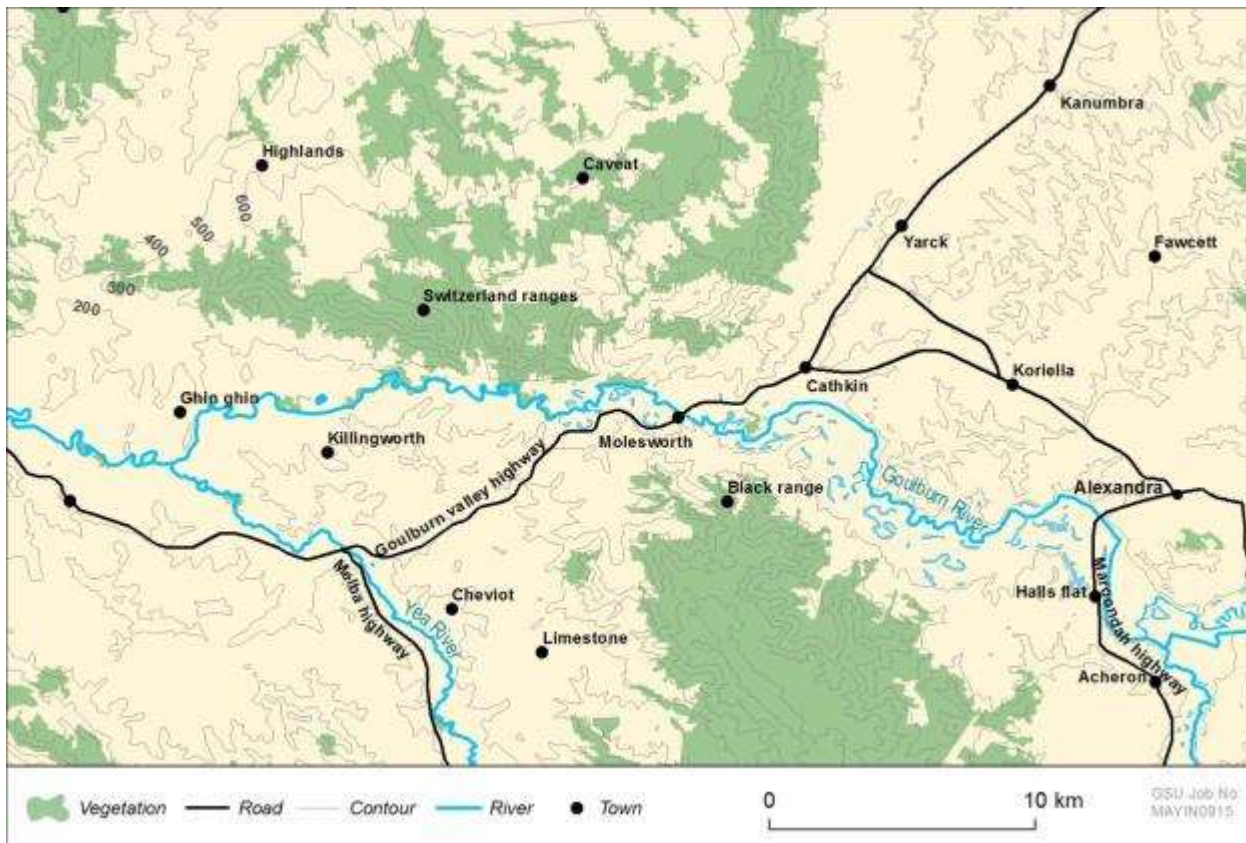 Kanumbra
Highlands
Caveat
600
500
400
300
200
Yarck
Fawcett
Switzerland ranges
Cathkin
Koriella
Ghin ghin
Killingworth
Molesworth
Goulburn valley highway
Black range
Goulburn River
Alexandra
Melba highway
Yea River
Cheviot
Limestone
Halls flat
Maroondah highway
Acheron
Vegetation
Road
Contour
River
Town
0
10 km
GSU Job No
MAYIN0915